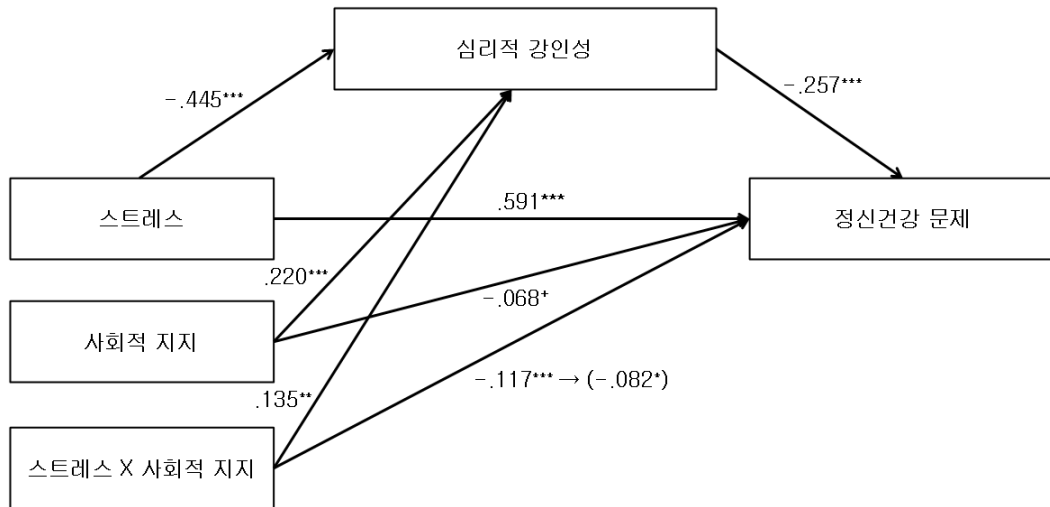 심리적 강인성
-.445***
-.257***
스트레스
.591***
정신건강 문제
.220***
-.068+
사회적 지지
-.117*** → (-.082*)
.135**
스트레스 X 사회적 지지